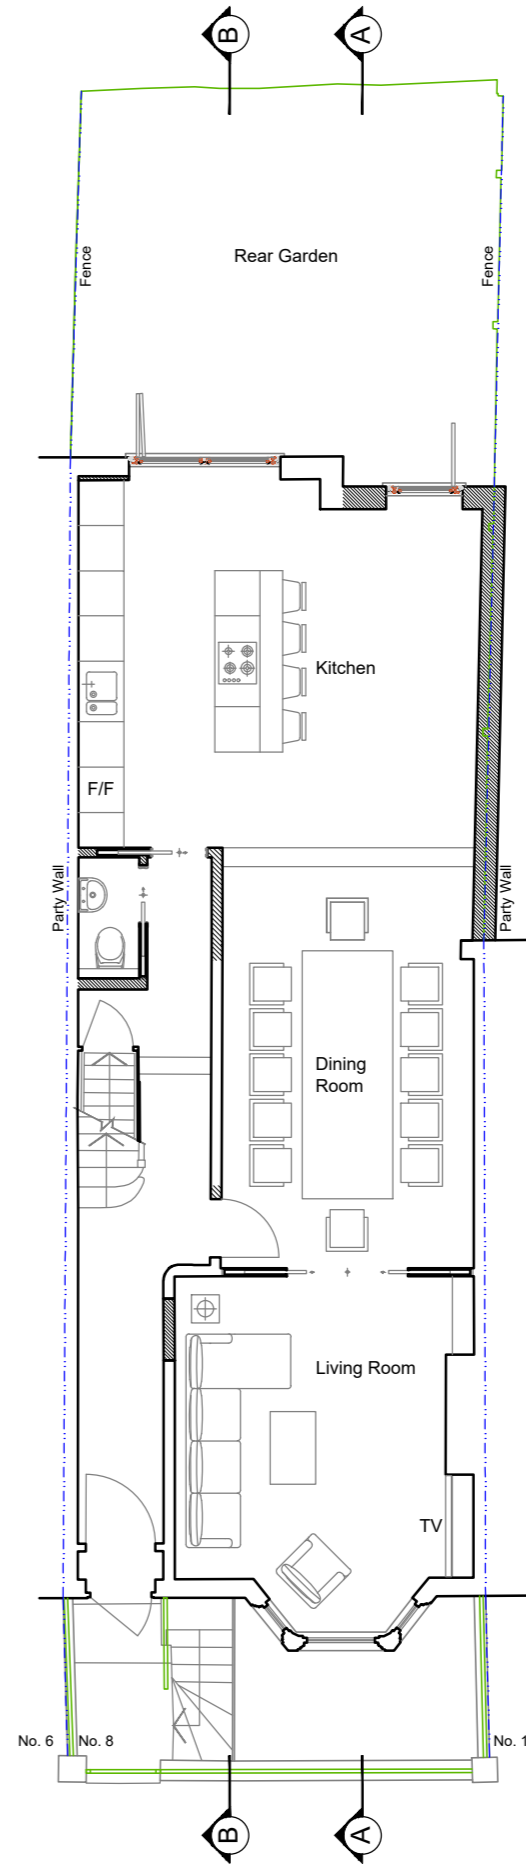 B
A
Rear Garden
Fence
Fence
Kitchen
F/F
Party Wall
Party Wall
Dining
Room
Living Room
TV
No. 6
No. 8
No. 1
B
A